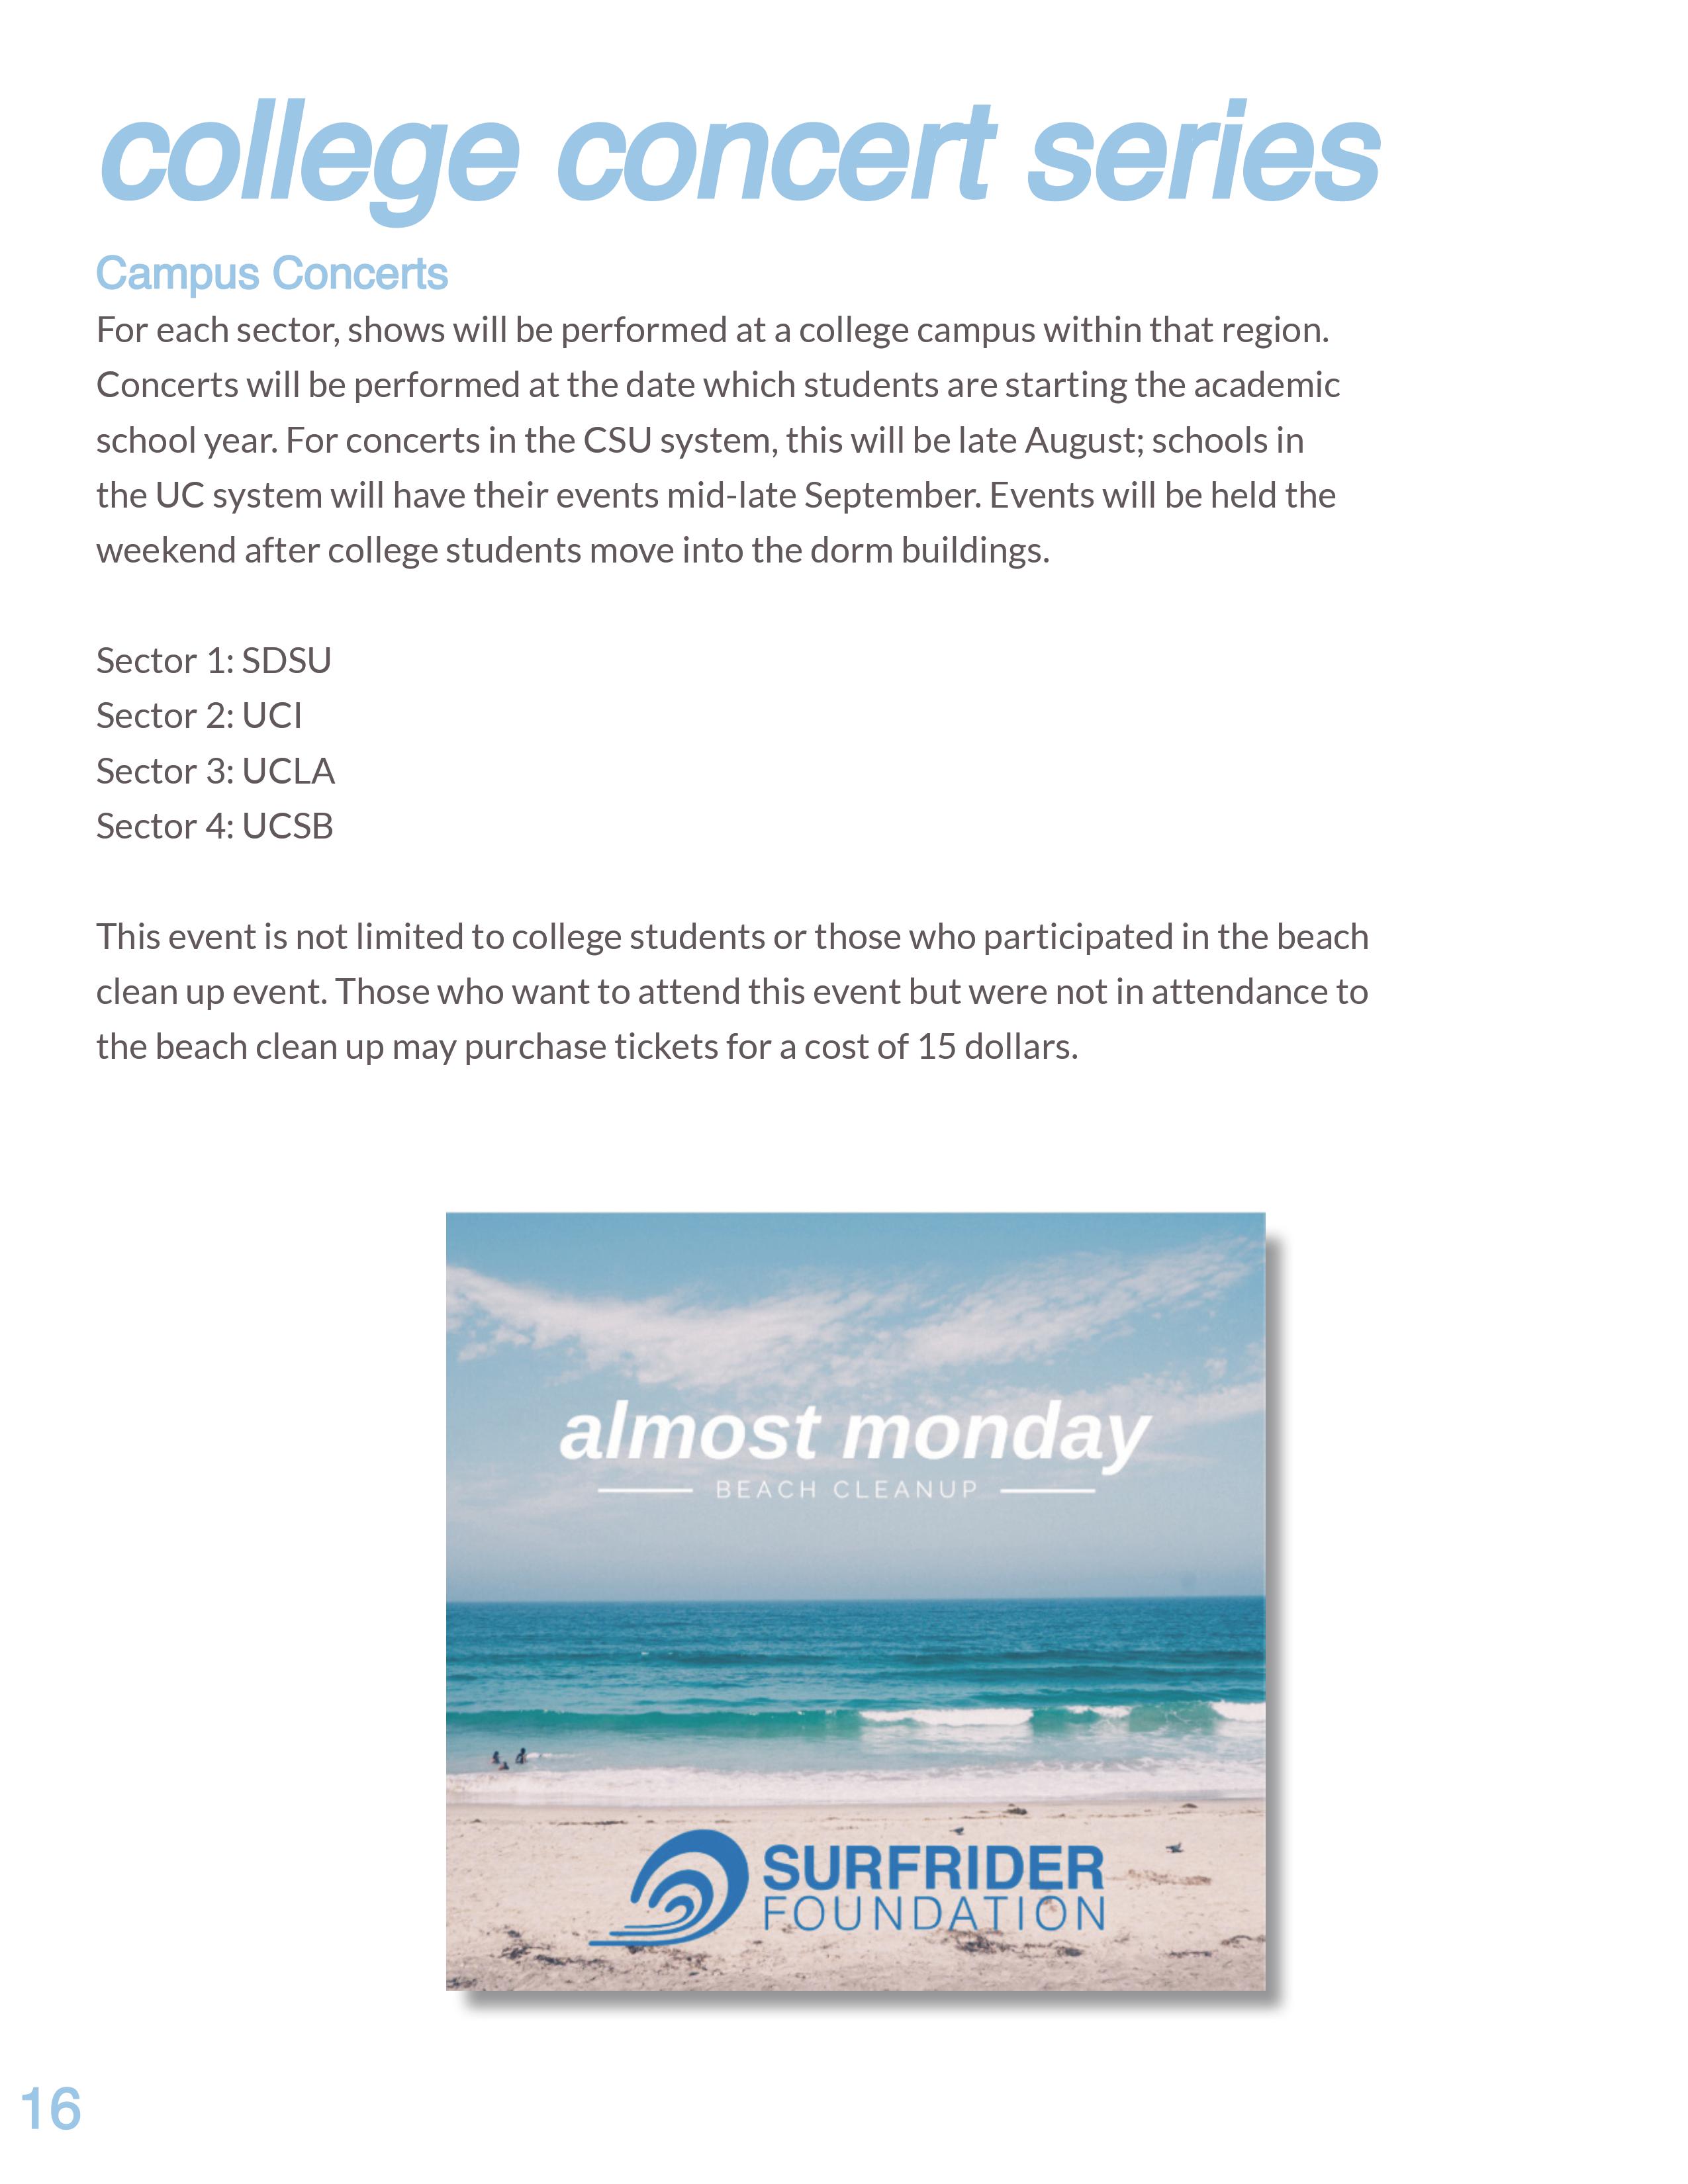 college concert series
Campus Concerts
For each sector, shows will be performed at a college campus within that region.
Concerts will be performed at the date which students are starting the academic
school year. For concerts in the CSU system, this will be late August; schools in
the UC system will have their events mid-late September. Events will be held the
weekend after college students move into the dorm buildings.
Sector 1: SDSU
Sector 2: UCI
Sector 3: UCLA
Sector 4: UCSB
This event is not limited to college students or those who participated in the beach
clean up event. Those who want to attend this event but were not in attendance to
the beach clean up may purchase tickets for a cost of 15 dollars.
almost monday
BEACH CLEANUP
SURFRIDER
FOUNDATION
16